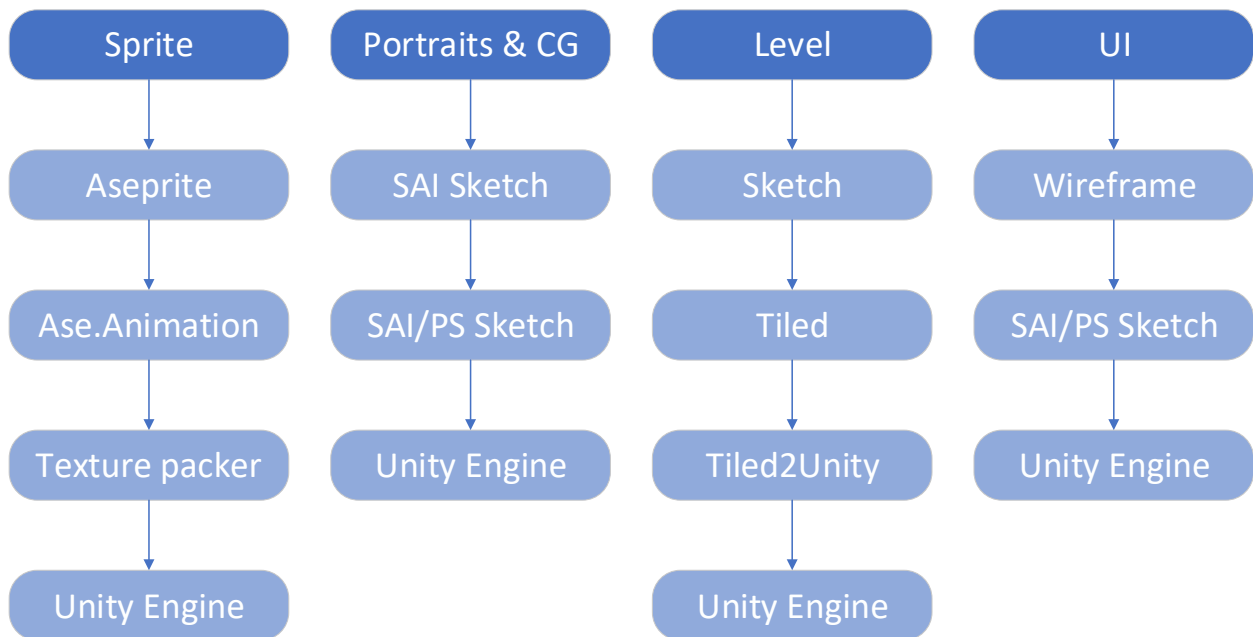 Sprite
Portraits & CG
Level
UI
Aseprite
SAI Sketch
Sketch
Wireframe
Ase.Animation
SAI/PS Sketch
Tiled
SAI/PS Sketch
Texture packer
Unity Engine
Tiled2Unity
Unity Engine
Unity Engine
Unity Engine